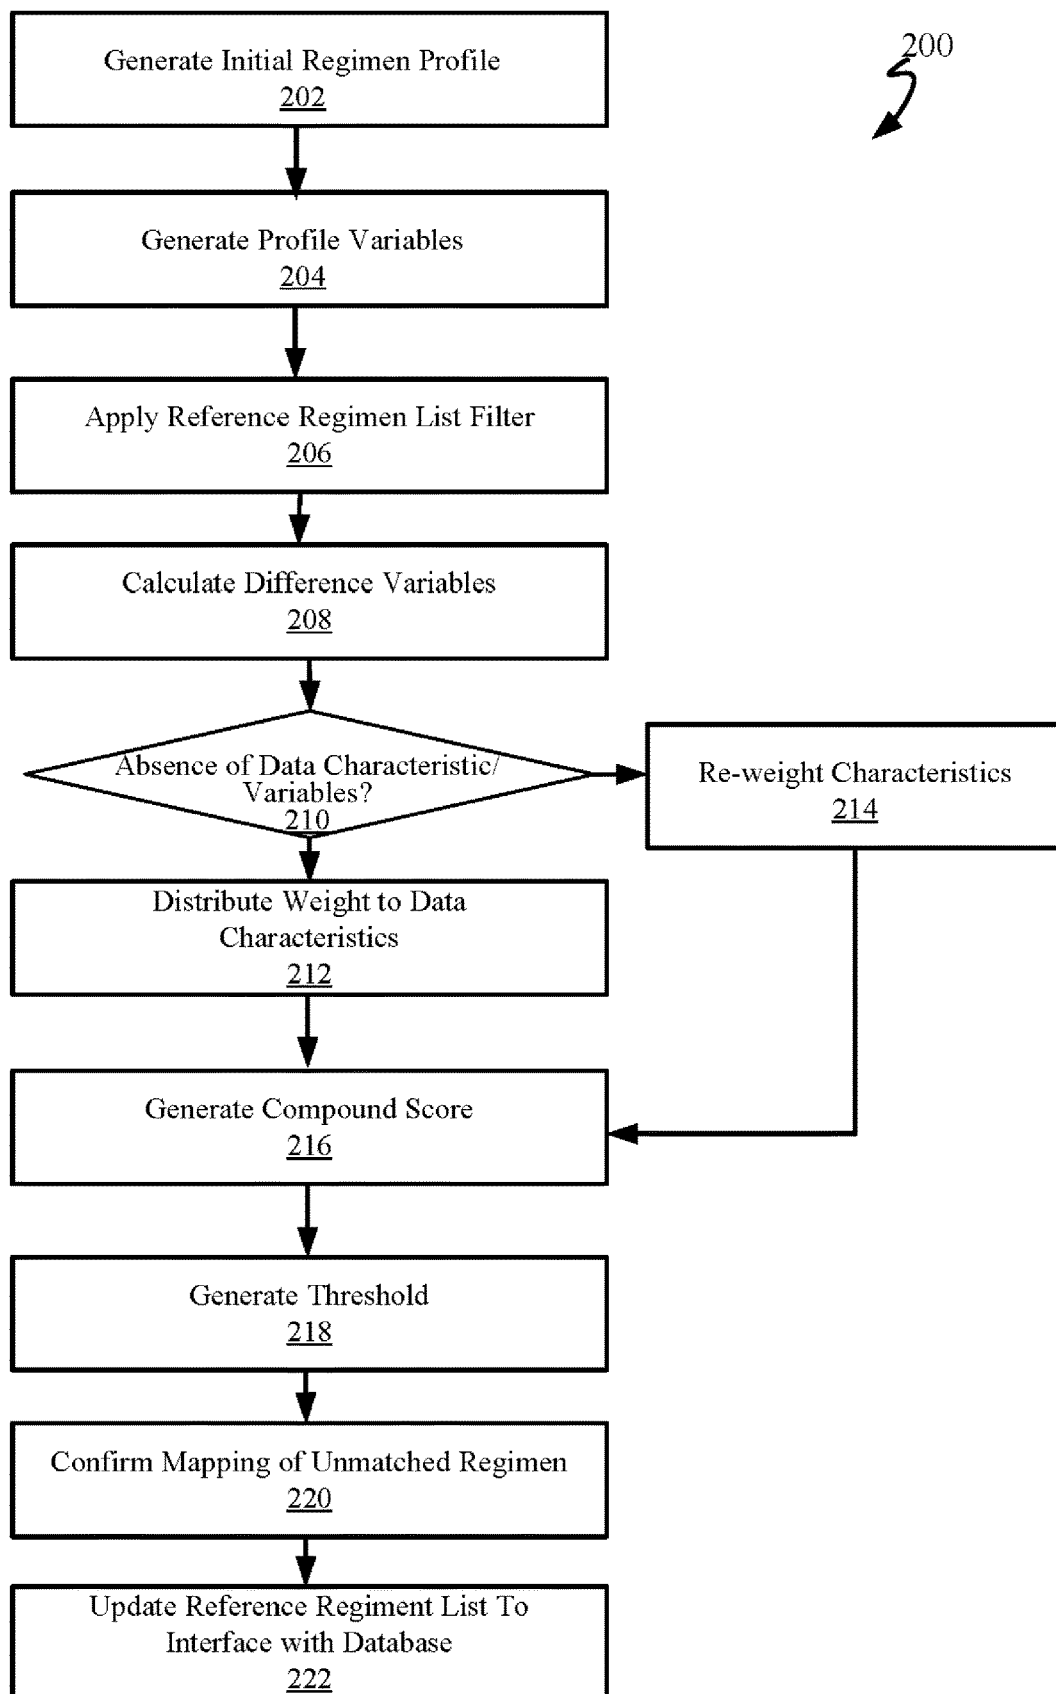 Generate Initial Regimen Profile
202
200
Generate Profile Variables
204
Apply Reference Regimen List Filter
206
Calculate Difference Variables
208
Absence of Data Characteristic/
Variables?
210
Re-weight Characteristics
214
Distribute Weight to Data
Characteristics
212
Generate Compound Score
216
Generate Threshold
218
Confirm Mapping of Unmatched Regimen
220
Update Reference Regiment List To
Interface with Database
222